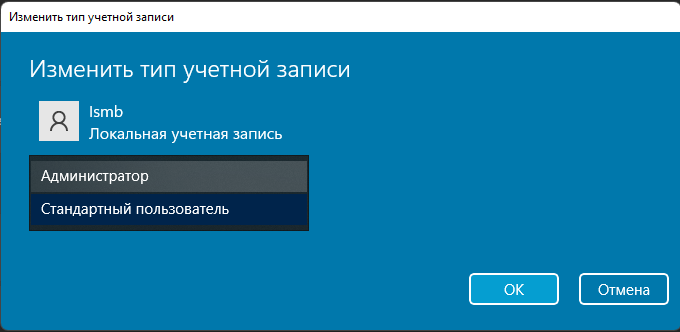 Изменить тип учетной записи
Изменить тип учетной записи
lsmb
Локальная учетная запись
Администратор
Стандартный пользователь
OK
Отмена